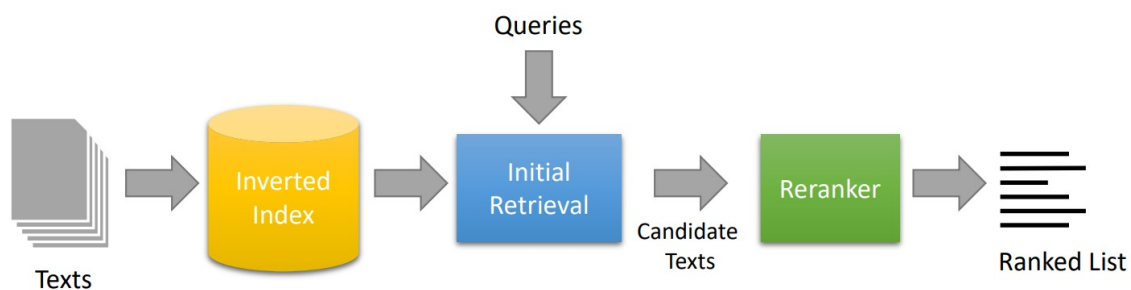 Queries
Texts
Inverted
Index
Initial
Retrieval
Candidate
Texts
Reranker
Ranked List